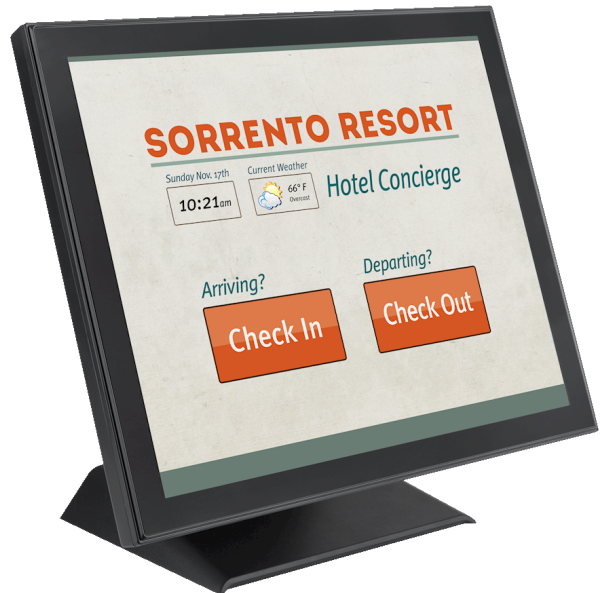 SORRENTO RESORT
Sunday Nov. 17th
Current Weather
10:21am
66° F
Overcast
Hotel Concierge
Arriving?
Departing?
Check In
Check Out